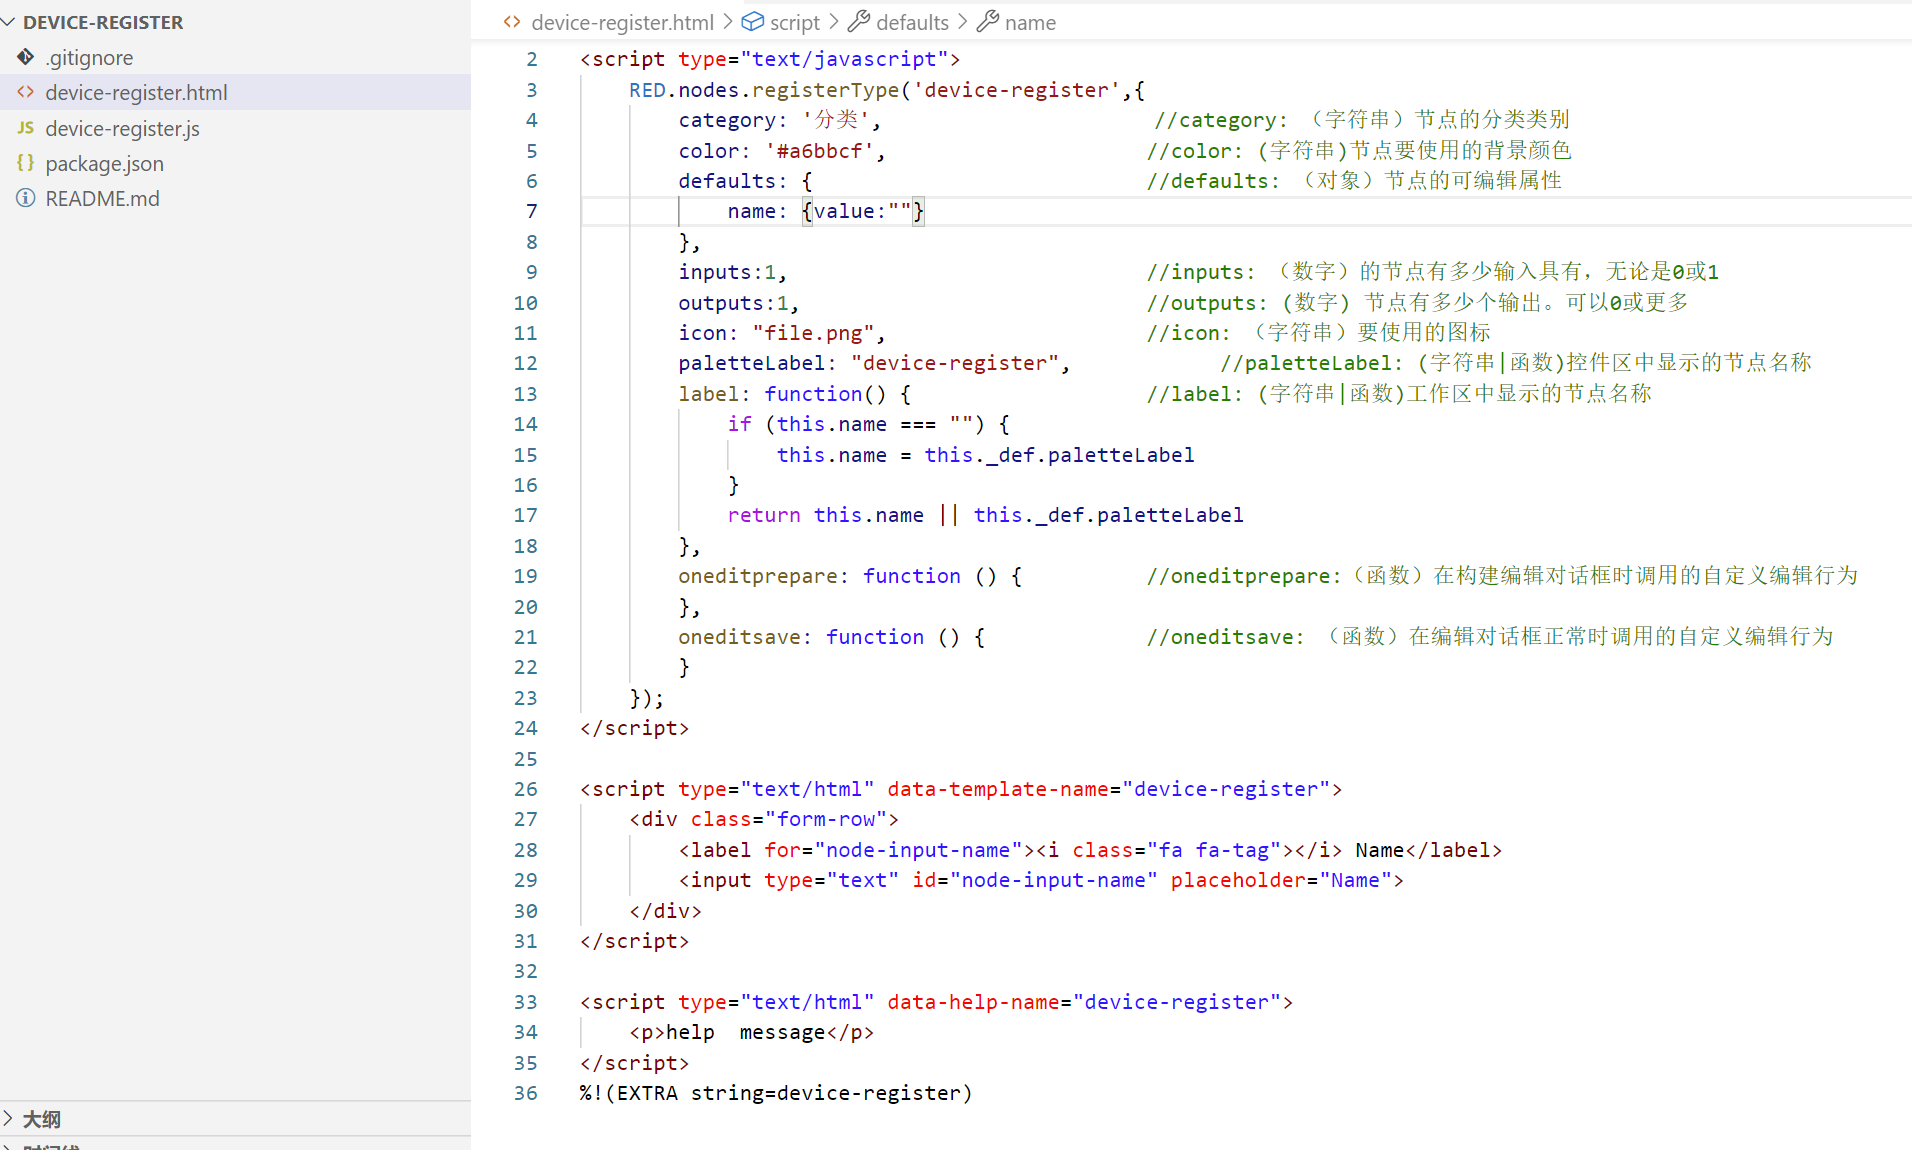 DEVICE-REGISTER
.gitignore
device-register.html
JS device-register.js
{} package.json
README.md
大纲
device-register.html > script > defaults > name
2 <script type="text/javascript">
3 RED.nodes.registerType('device-register',{
4 category: '分类', //category: （字符串）节点的分类类别
5 color: '#a6bbcf', //color: (字符串)节点要使用的背景颜色
6 defaults: { //defaults: （对象）节点的可编辑属性
7 name: {value:""}
8 },
9 inputs:1, //inputs: （数字）的节点有多少输入具有，无论是0或1
10 outputs:1, //outputs: (数字) 节点有多少个输出。可以0或更多
11 icon: "file.png", //icon: （字符串）要使用的图标
12 paletteLabel: "device-register", //paletteLabel: (字符串|函数)控件区中显示的节点名称
13 label: function() { //label: (字符串|函数)工作区中显示的节点名称
14 if (this.name === "") {
15 this.name = this._def.paletteLabel
16 }
17 return this.name || this._def.paletteLabel
18 },
19 oneditprepare: function () { //oneditprepare:（函数）在构建编辑对话框时调用的自定义编辑行为
20 },
21 oneditsave: function () { //oneditsave: （函数）在编辑对话框正常时调用的自定义编辑行为
22 }
23 });
24 </script>
25
26 <script type="text/html" data-template-name="device-register">
27 <div class="form-row">
28 <label for="node-input-name"><i class="fa fa-tag"></i> Name</label>
29 <input type="text" id="node-input-name" placeholder="Name">
30 </div>
31 </script>
32
33 <script type="text/html" data-help-name="device-register">
34 <p>help  message</p>
35 </script>
36 %!(EXTRA string=device-register)